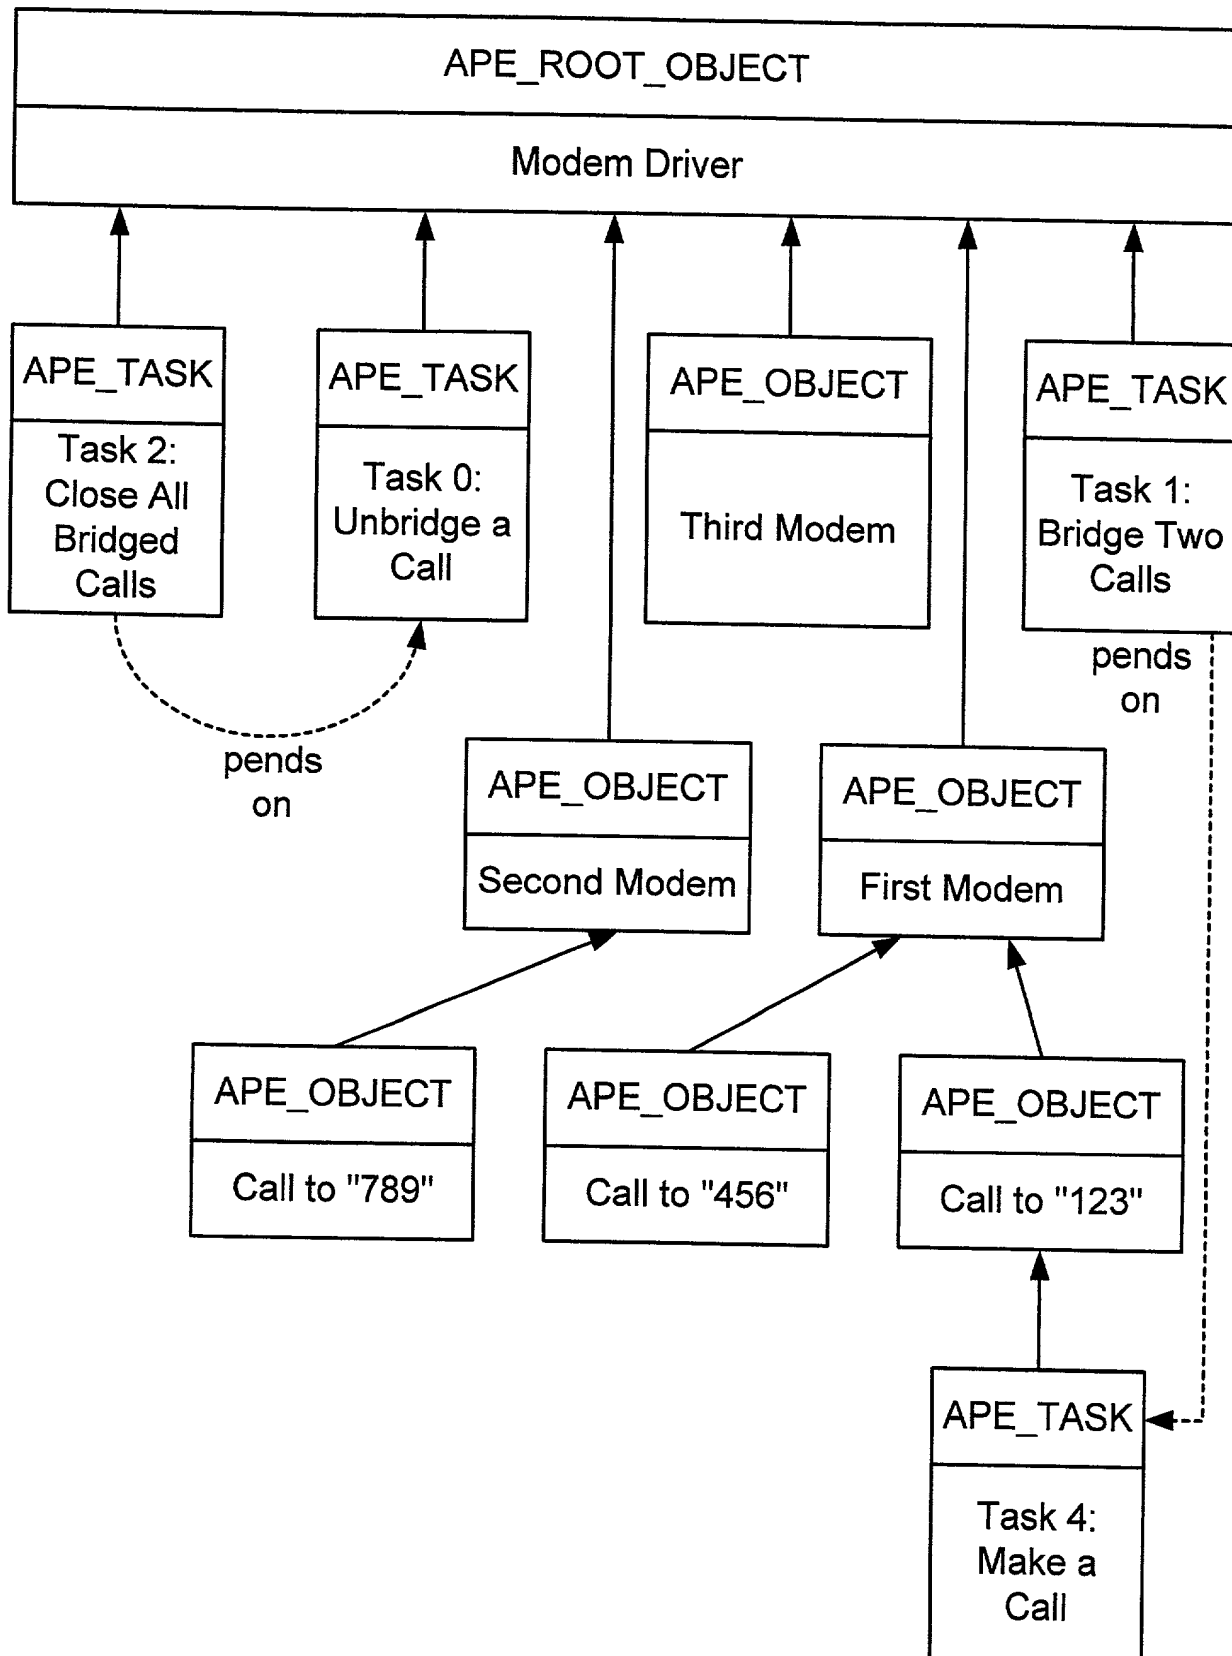 APE_ROOT_OBJECT
Modem Driver
APE_TASK
Task 2:
Close All
Bridged
Calls
APE_TASK
Task 0:
Unbridge a
Call
APE_OBJECT
Third Modem
APE_TASK
Task 1:
Bridge Two
Calls
pends
on
pends
on
APE_OBJECT
Second Modem
APE_OBJECT
First Modem
APE_OBJECT
Call to "789"
APE_OBJECT
Call to "456"
APE_OBJECT
Call to "123"
APE_TASK
Task 4:
Make a
Call